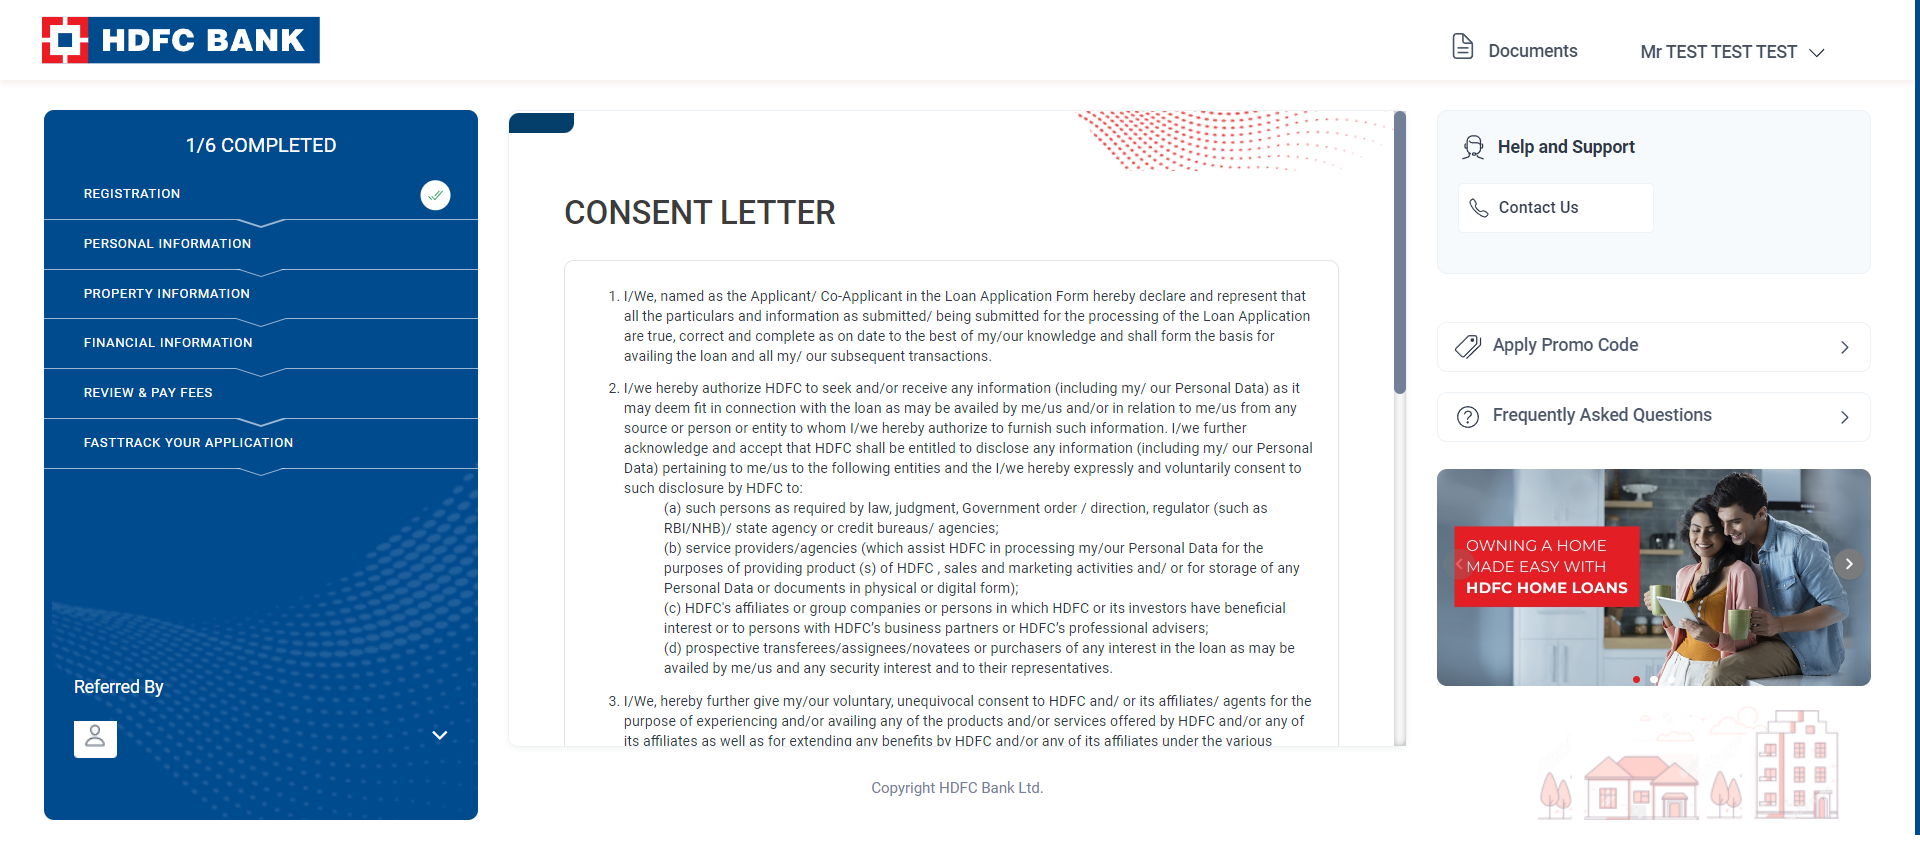 HDFC BANK
Documents
Mr TEST TEST TEST
1/6 COMPLETED
REGISTRATION
PERSONAL INFORMATION
PROPERTY INFORMATION
FINANCIAL INFORMATION
REVIEW & PAY FEES
FASTTRACK YOUR APPLICATION
Referred By
CONSENT LETTER
1. I/We, named as the Applicant/ Co-Applicant in the Loan Application Form hereby declare and represent that
all the particulars and information as submitted/ being submitted for the processing of the Loan Application
are true, correct and complete as on date to the best of my/our knowledge and shall form the basis for
availing the loan and all my/ our subsequent transactions.
2. I/we hereby authorize HDFC to seek and/or receive any information (including my/ our Personal Data) as it
may deem fit in connection with the loan as may be availed by me/us and/or in relation to me/us from any
source or person or entity to whom I/we hereby authorize to furnish such information. I/we further
acknowledge and accept that HDFC shall be entitled to disclose any information (including my/ our Personal
Data) pertaining to me/us to the following entities and the I/we hereby expressly and voluntarily consent to
such disclosure by HDFC to:
(a) such persons as required by law, judgment, Government order / direction, regulator (such as
RBI/NHB)/ state agency or credit bureaus/ agencies;
(b) service providers/agencies (which assist HDFC in processing my/our Personal Data for the
purposes of providing product (s) of HDFC , sales and marketing activities and/ or for storage of any
Personal Data or documents in physical or digital form);
(c) HDFC's affiliates or group companies or persons in which HDFC or its investors have beneficial
interest or to persons with HDFC’s business partners or HDFC’s professional advisers;
(d) prospective transferees/assignees/novatees or purchasers of any interest in the loan as may be
availed by me/us and any security interest and to their representatives.
3. I/We, hereby further give my/our voluntary, unequivocal consent to HDFC and/ or its affiliates/ agents for the
purpose of experiencing and/or availing any of the products and/or services offered by HDFC and/or any of
its affiliates as well as for extending any benefits by HDFC and/or any of its affiliates under the various
Copyright HDFC Bank Ltd.
Help and Support
Contact Us
Apply Promo Code
Frequently Asked Questions
OWNING A HOME
MADE EASY WITH
HDFC HOME LOANS